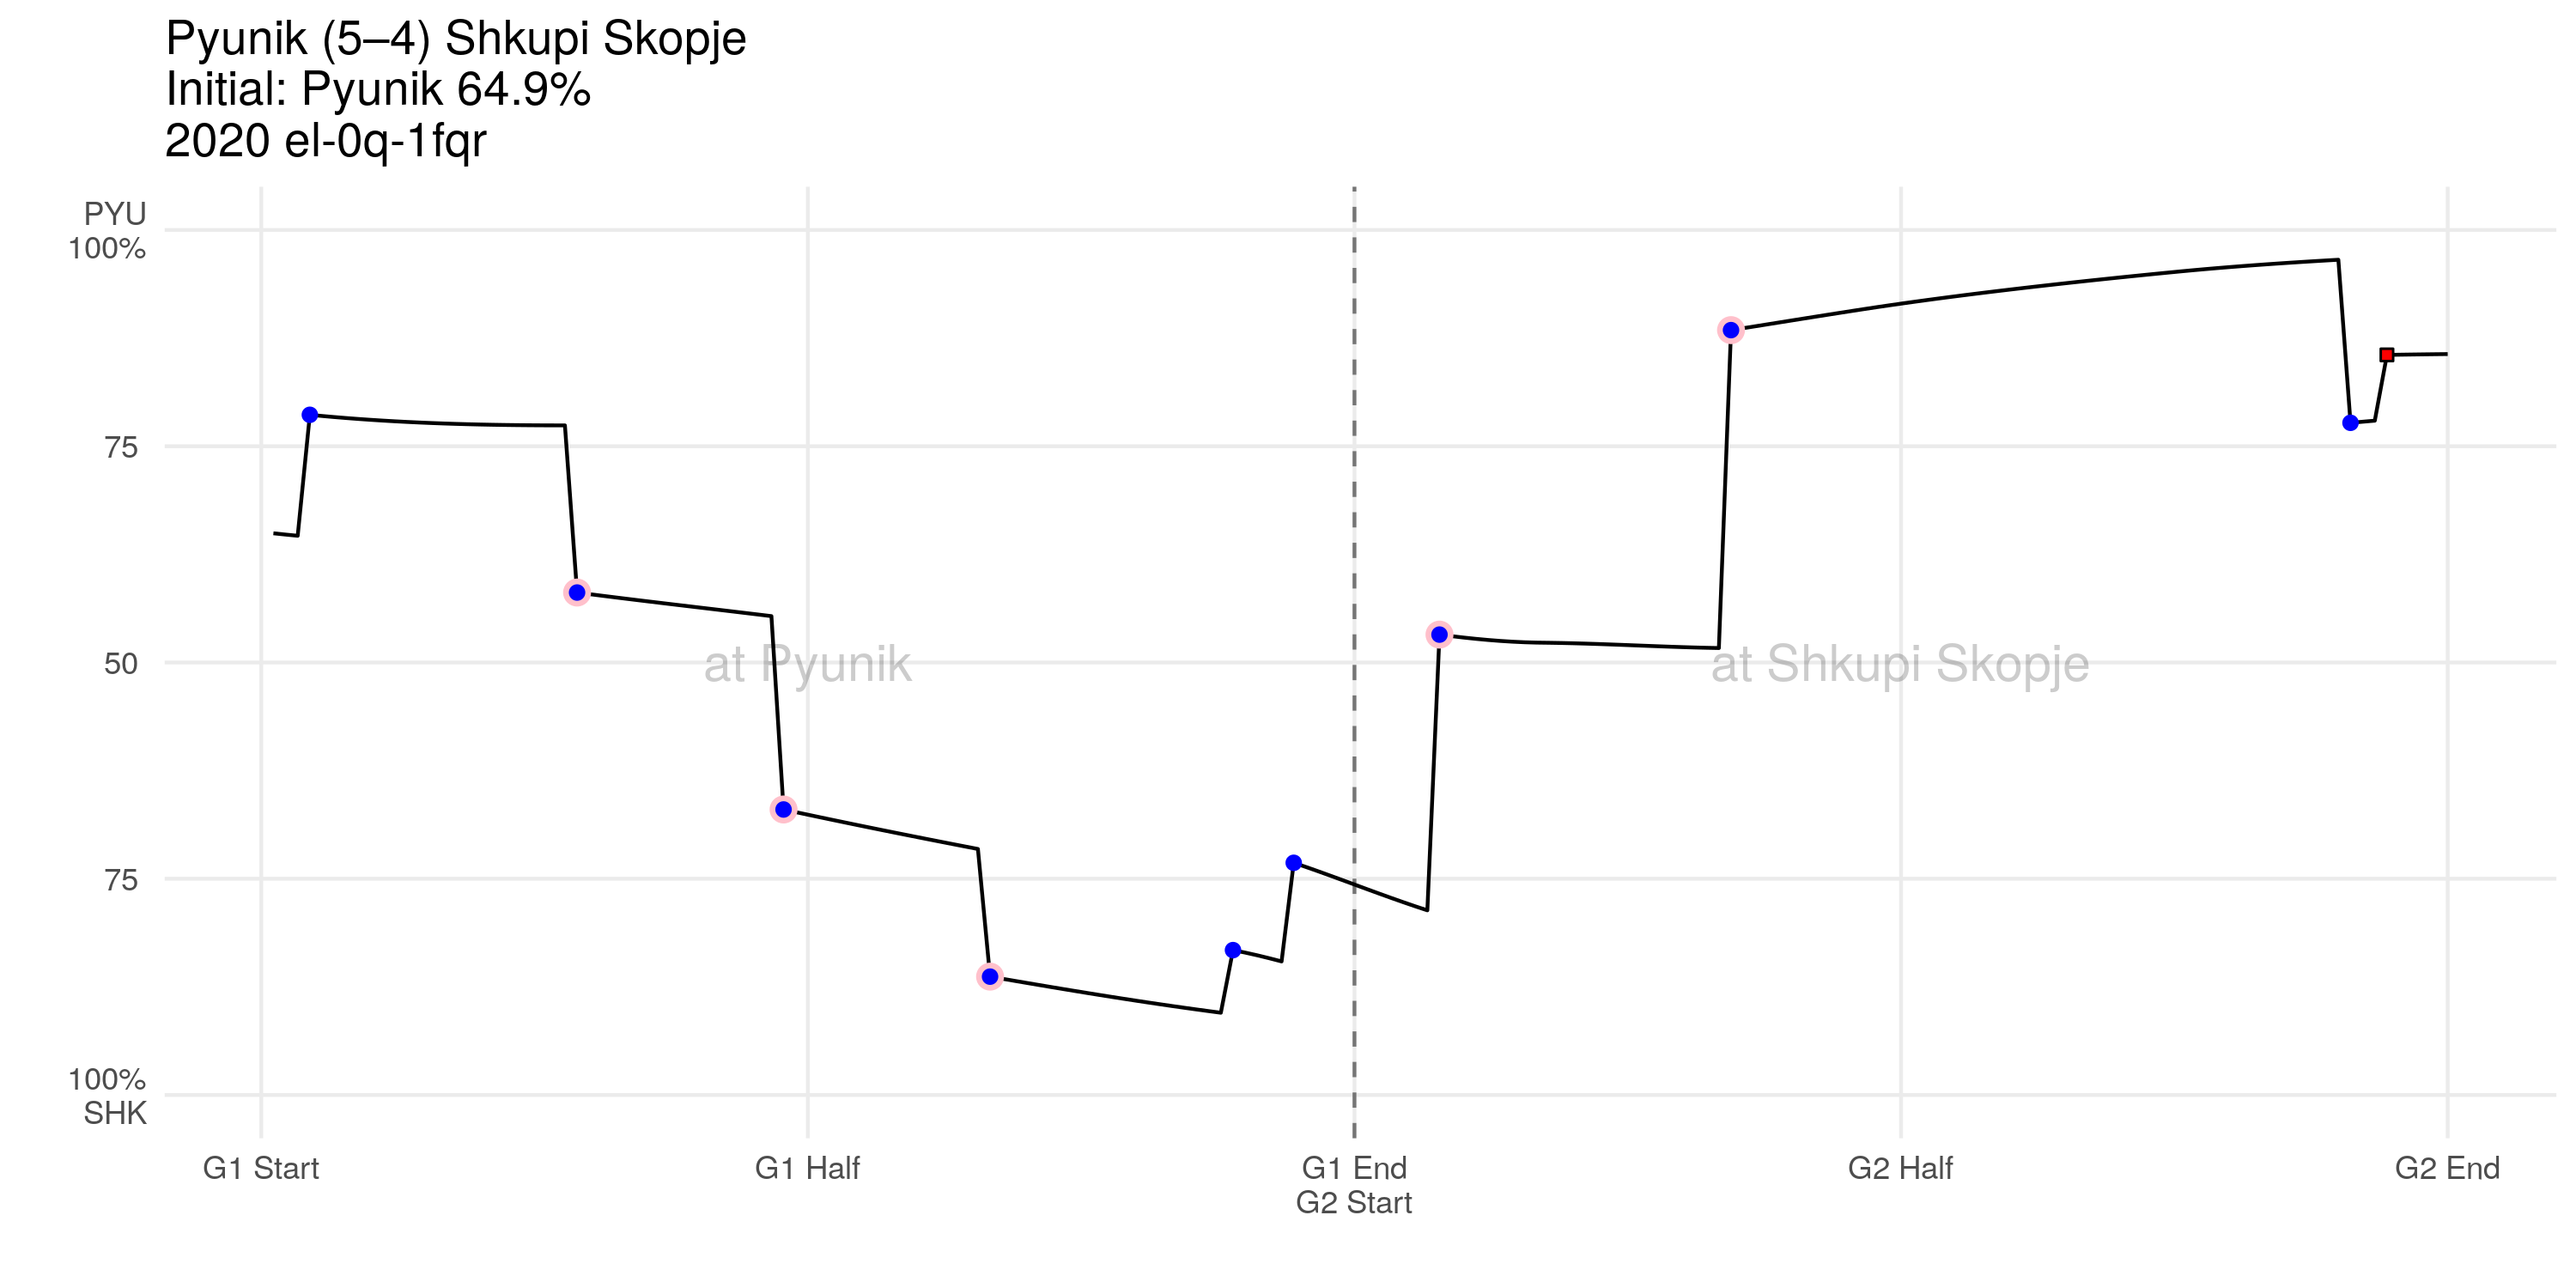 Pyunik (5–4) Shkupi Skopje
Initial: Pyunik 64.9%
2020 el-0q-1fqr
PYU
100%
75
50
75
100%
SHK
at Pyunik
at Shkupi Skopje
G1 Start
G1 Half
G1 End
G2 Start
G2 Half
G2 End